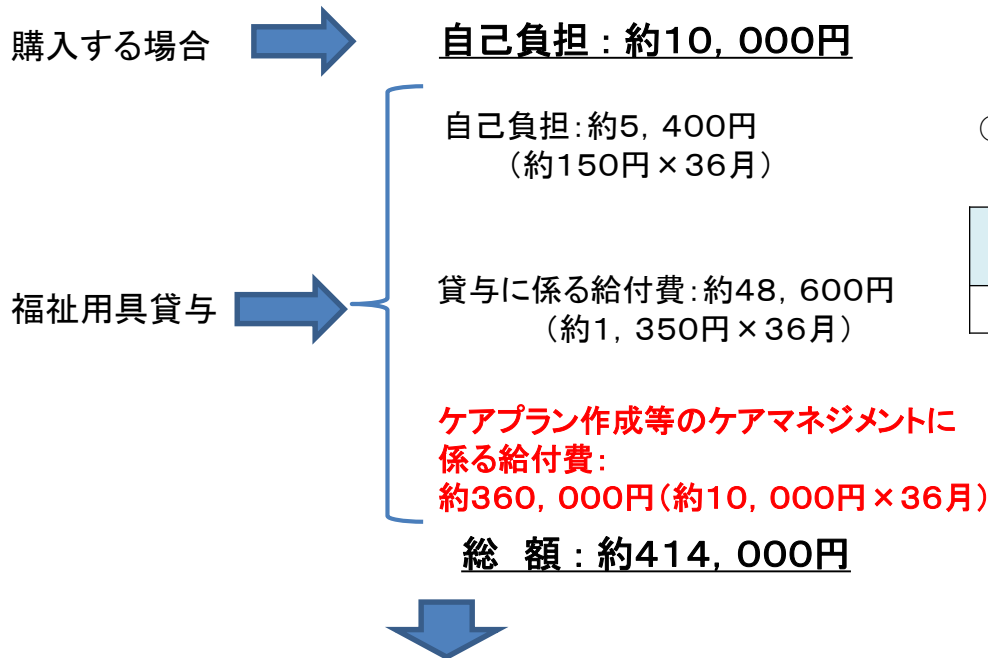 購入する場合
自己負担：約10，000円
自己負担：約5，400円
（約150円×36月）
福祉用具貸与
貸与に係る給付費：約48，600円
（約1，350円×36月）
ケアプラン作成等のケアマネジメントに
係る給付費：
約360，000円（約10，000円×36月）
総　額：約414，000円